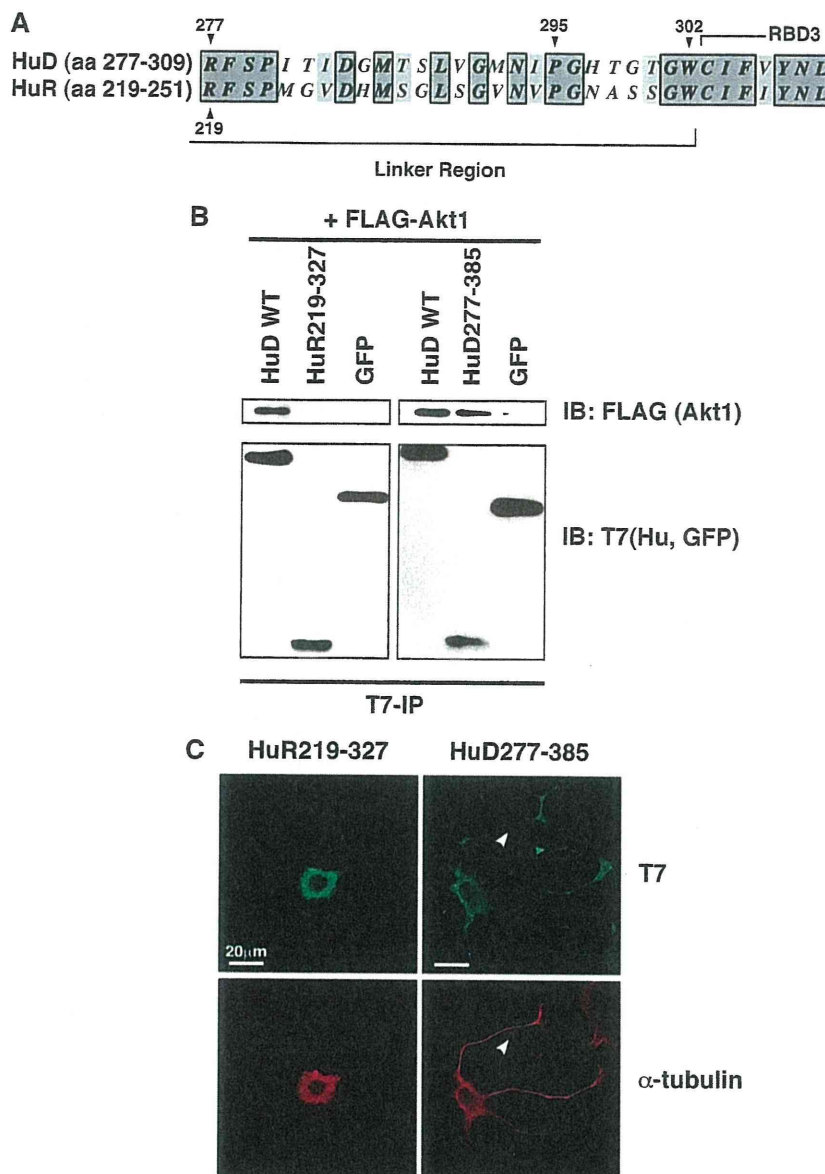 A
277 295 302 RBD3
HuD (aa 277-309) R F S P I T I D G M T S L V G M N I P G H T G T G W C I F V Y N L
HuR (aa 219-251) R F S P M G V D H M S G L S G V N V P G N A S S G W C I F I Y N L
219
Linker Region
B
+ FLAG-Akt1
HuD WT HuR219-327 GFP HuD WT HuD277-385 GFP
IB: FLAG (Akt1)
IB: T7(Hu, GFP)
T7-IP
C HuR219-327 HuD277-385
T7
20μm
α-tubulin